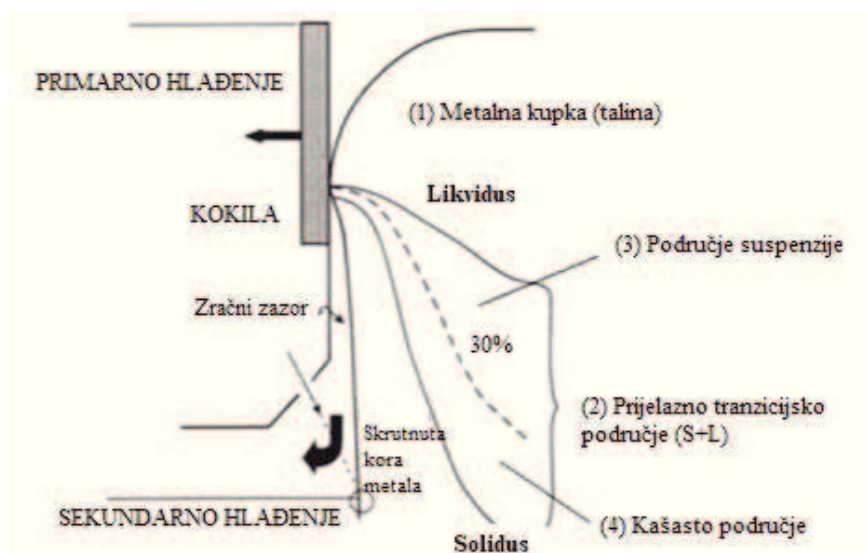 PRIMARNO HLAĐENJE
(1) Metalna kupka (talina)
Likvidus
KOKILA
(3) Područje suspenzije
Zračni zazor
30%
(2) Prijelazno tranzicijsko
područje (S+L)
Skrutnuta
kora
metala
SEKUNDARNO HLAĐENJE
(4) Kašasto područje
Solidus